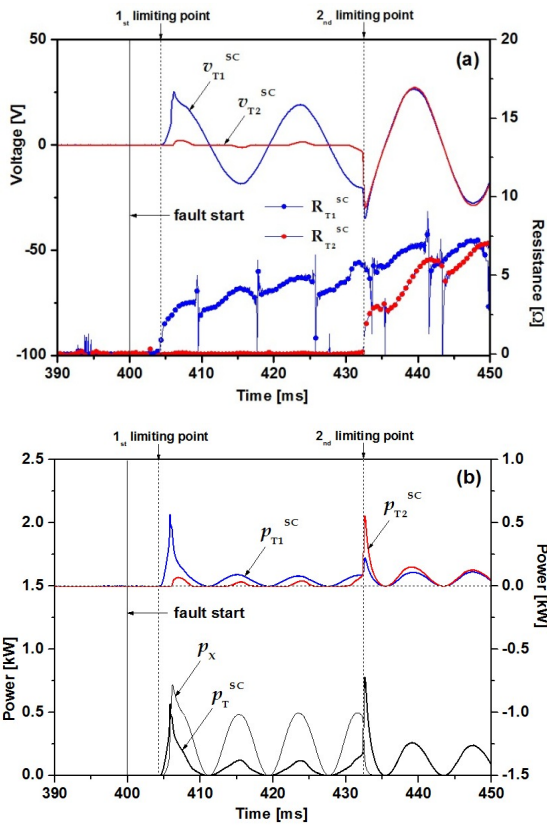 1st limiting point 2nd limiting point
50 20
(a)
vT1SC
25 15
vT2SC
0
Voltage [V]
-25 10
RT1SC
fault start
RT2SC
-50
Resistance [Ω]
-75 5
-100 0
390 400 410 420 430 440 450
Time [ms]
1st limiting point 2nd limiting point
2.5 1.0
(b)
pT2SC
2.0 0.5
pT1SC
1.5 0.0
fault start
Power [kW]
Power [kW]
1.0 -0.5
pX
pTSC
0.5 -1.0
0.0 -1.5
390 400 410 420 430 440 450
Time [ms]